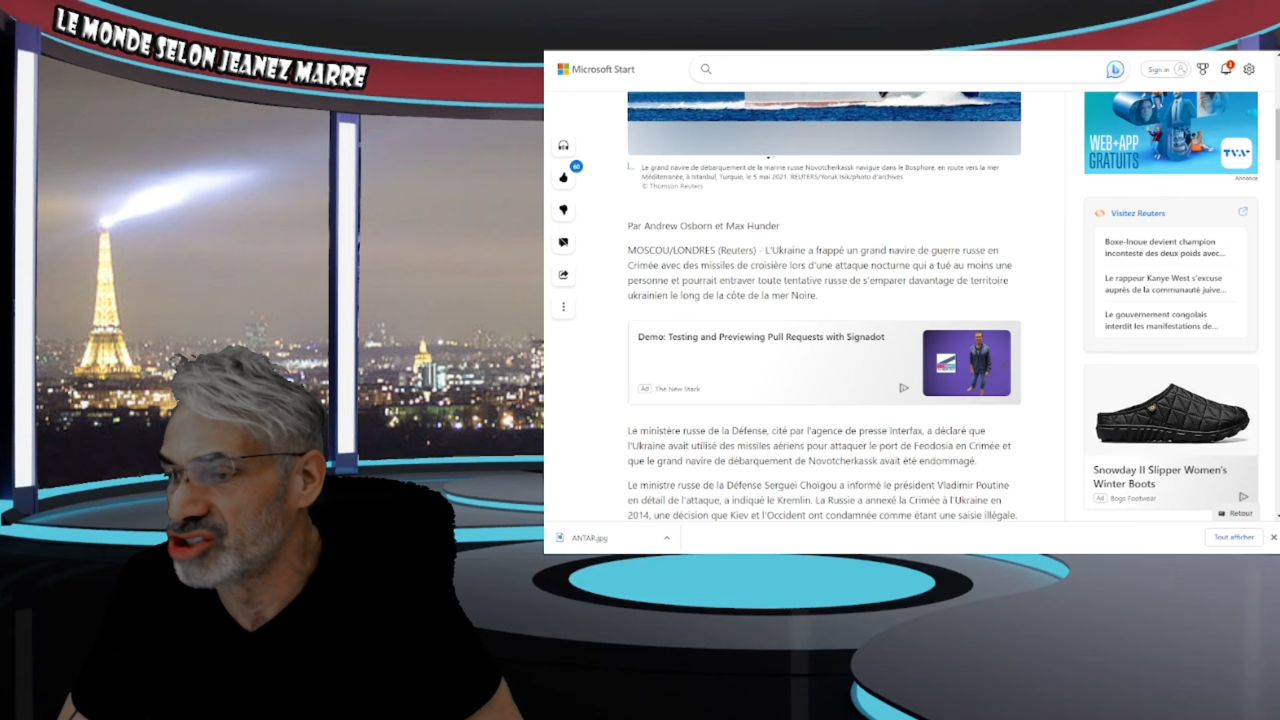 LE MONDE SELON JEANEZ MARRE
Microsoft Start
Sign in
Le grand navire de débarquement de la marine russe Novotcherkassk navigue dans le Bosphore, en route vers la mer
Méditerranée, à Istanbul, Turquie, le 5 mai 2021. REUTERS/Yoruk Isik/photo d'archives
© Thomson Reuters
60
Par Andrew Osborn et Max Hunder
MOSCOU/LONDRES (Reuters) - L'Ukraine a frappé un grand navire de guerre russe en
Crimée avec des missiles de croisière lors d'une attaque nocturne qui a tué au moins une
personne et pourrait entraver toute tentative russe de s'emparer davantage de territoire
ukrainien le long de la côte de la mer Noire.
Demo: Testing and Previewing Pull Requests with Signadot
Ad The New Stack
Le ministère russe de la Défense, cité par l'agence de presse Interfax, a déclaré que
l'Ukraine avait utilisé des missiles aériens pour attaquer le port de Feodosia en Crimée et
que le grand navire de débarquement de Novotcherkassk avait été endommagé.
Le ministre russe de la Défense Sergueï Choïgou a informé le président Vladimir Poutine
en détail de l'attaque, a indiqué le Kremlin. La Russie a annexé la Crimée à l'Ukraine en
2014, une décision que Kiev et l'Occident ont condamnée comme étant une saisie illégale.
WEB+APP
GRATUITS
TVA+
Annonce
Visitez Reuters
Boxe-Inoue devient champion
incontesté des deux poids avec...
Le rappeur Kanye West s'excuse
auprès de la communauté juive...
Le gouvernement congolais
interdit les manifestations de...
Snowday II Slipper Women's
Winter Boots
Ad Bogs Footwear
Retour
ANTAR.jpg
Tout afficher